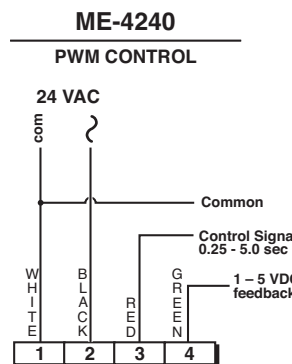 ME-4240
PWM CONTROL
24 VAC
com
Common
Control Signa
0.25 - 5.0 sec
1 – 5 VDC
feedback
WHITE
BLACK
RED
GREEN
1 2 3 4